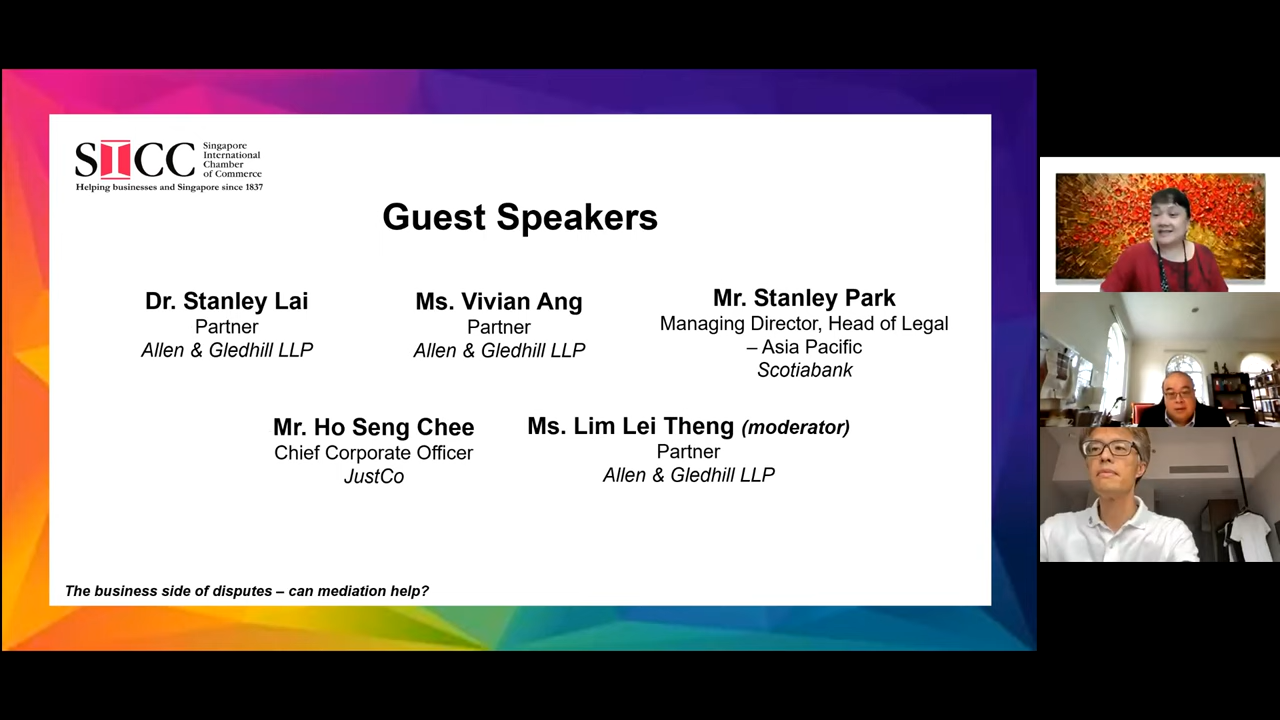 SICC
Singapore
International
Chamber
of Commerce
Helping businesses and Singapore since 1837
Guest Speakers
Dr. Stanley Lai
Partner
Allen & Gledhill LLP
Ms. Vivian Ang
Partner
Allen & Gledhill LLP
Mr. Stanley Park
Managing Director, Head of Legal
– Asia Pacific
Scotiabank
Mr. Ho Seng Chee
Chief Corporate Officer
JustCo
Ms. Lim Lei Theng (moderator)
Partner
Allen & Gledhill LLP
The business side of disputes – can mediation help?